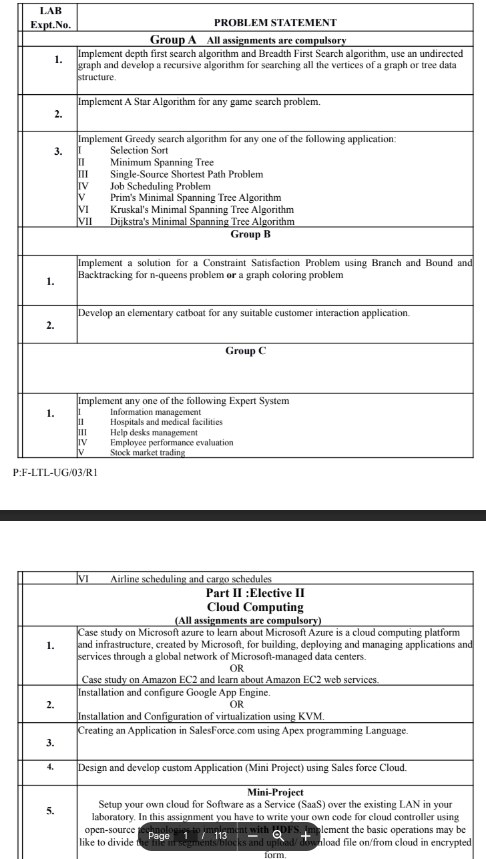 LAB
Expt.No.
PROBLEM STATEMENT
Group A All assignments are compulsory
1.
Implement depth first search algorithm and Breadth First Search algorithm, use an undirected
graph and develop a recursive algorithm for searching all the vertices of a graph or tree data
structure.
2.
Implement A Star Algorithm for any game search problem.
3.
Implement Greedy search algorithm for any one of the following application:
I Selection Sort
II Minimum Spanning Tree
III Single-Source Shortest Path Problem
IV Job Scheduling Problem
V Prim's Minimal Spanning Tree Algorithm
VI Kruskal's Minimal Spanning Tree Algorithm
VII Dijkstra's Minimal Spanning Tree Algorithm
Group B
1.
Implement a solution for a Constraint Satisfaction Problem using Branch and Bound and
Backtracking for n-queens problem or a graph coloring problem
2.
Develop an elementary catboat for any suitable customer interaction application.
Group C
1.
Implement any one of the following Expert System
I Information management
II Hospitals and medical facilities
III Help desks management
IV Employee performance evaluation
V Stock market trading
P:F-LTL-UG/03/R1
VI Airline scheduling and cargo schedules
Part II :Elective II
Cloud Computing
(All assignments are compulsory)
1.
Case study on Microsoft azure to learn about Microsoft Azure is a cloud computing platform
and infrastructure, created by Microsoft, for building, deploying and managing applications and
services through a global network of Microsoft-managed data centers.
OR
Case study on Amazon EC2 and learn about Amazon EC2 web services.
2.
Installation and configure Google App Engine.
OR
Installation and Configuration of virtualization using KVM.
3.
Creating an Application in SalesForce.com using Apex programming Language.
4.
Design and develop custom Application (Mini Project) using Sales force Cloud.
5.
Mini-Project
Setup your own cloud for Software as a Service (SaaS) over the existing LAN in your
laboratory. In this assignment you have to write your own code for cloud controller using
open-source technologies to implement with HDFS. Implement the basic operations may be
like to divide the file in segments/blocks and upload/ download file on/from cloud in encrypted
form.
Page 1 / 113